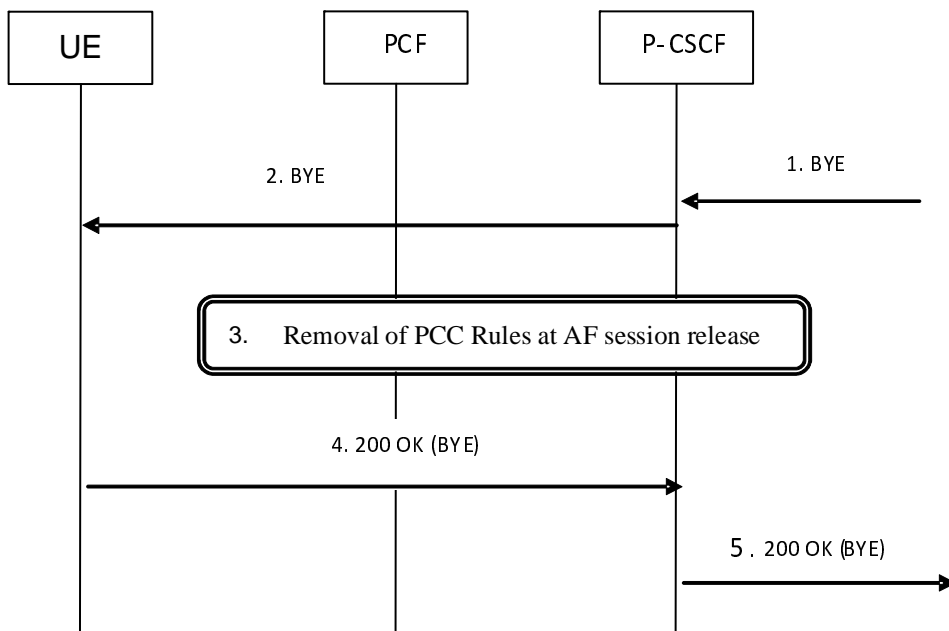 UE
PCF
P-CSCF
1. BYE
2. BYE
3. Removal of PCC Rules at AF session release
4. 200 OK (BYE)
5. 200 OK (BYE)